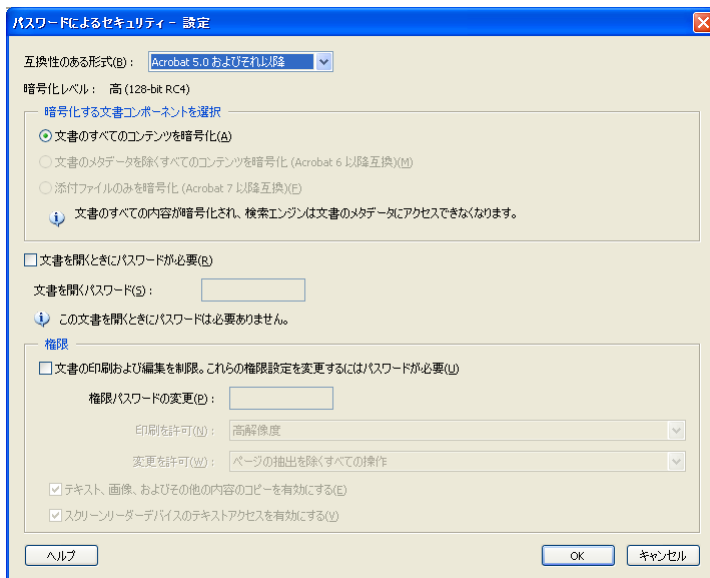 パスワードによるセキュリティー - 設定
互換性のある形式(B): Acrobat 5.0 およびそれ以降
暗号化レベル: 高 (128-bit RC4)
暗号化する文書コンポーネントを選択
文書のすべてのコンテンツを暗号化(A)
文書のメタデータを除くすべてのコンテンツを暗号化 (Acrobat 6 以降互換)(M)
添付ファイルのみを暗号化 (Acrobat 7 以降互換)(F)
文書のすべての内容が暗号化され、検索エンジンは文書のメタデータにアクセスできなくなります。
文書を開くときにパスワードが必要(R)
文書を開くパスワード(S):
この文書を開くときにパスワードは必要ありません。
権限
文書の印刷および編集を制限。これらの権限設定を変更するにはパスワードが必要(U)
権限パスワードの変更(P):
印刷を許可(N): 高解像度
変更を許可(W): ページの抽出を除くすべての操作
テキスト、画像、およびその他の内容のコピーを有効にする(E)
スクリーンリーダーデバイスのテキストアクセスを有効にする(V)
ヘルプ OK キャンセル